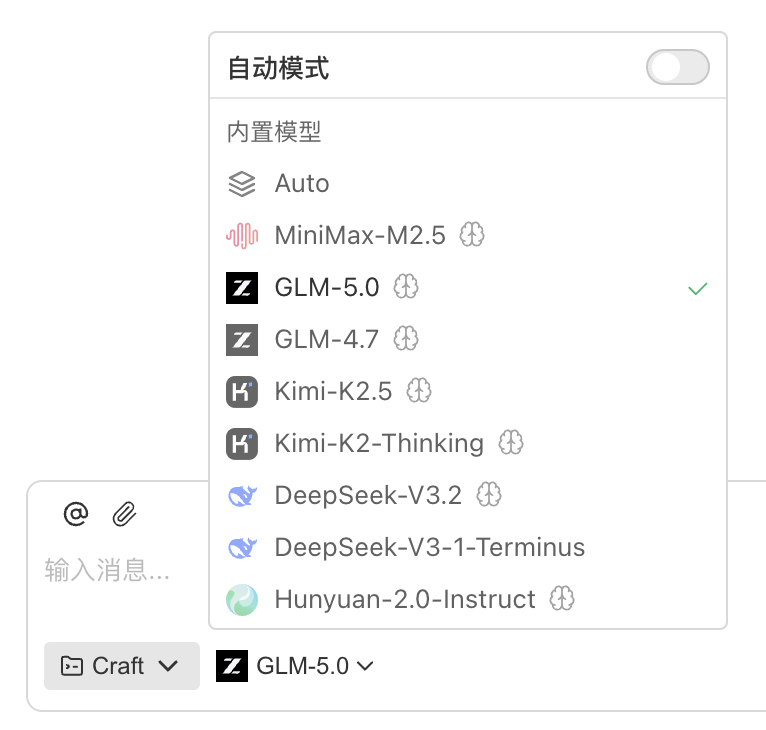 自动模式
内置模型
Auto
MiniMax-M2.5
GLM-5.0
GLM-4.7
Kimi-K2.5
Kimi-K2-Thinking
DeepSeek-V3.2
DeepSeek-V3-1-Terminus
Hunyuan-2.0-Instruct
@
输入消息...
Craft
GLM-5.0